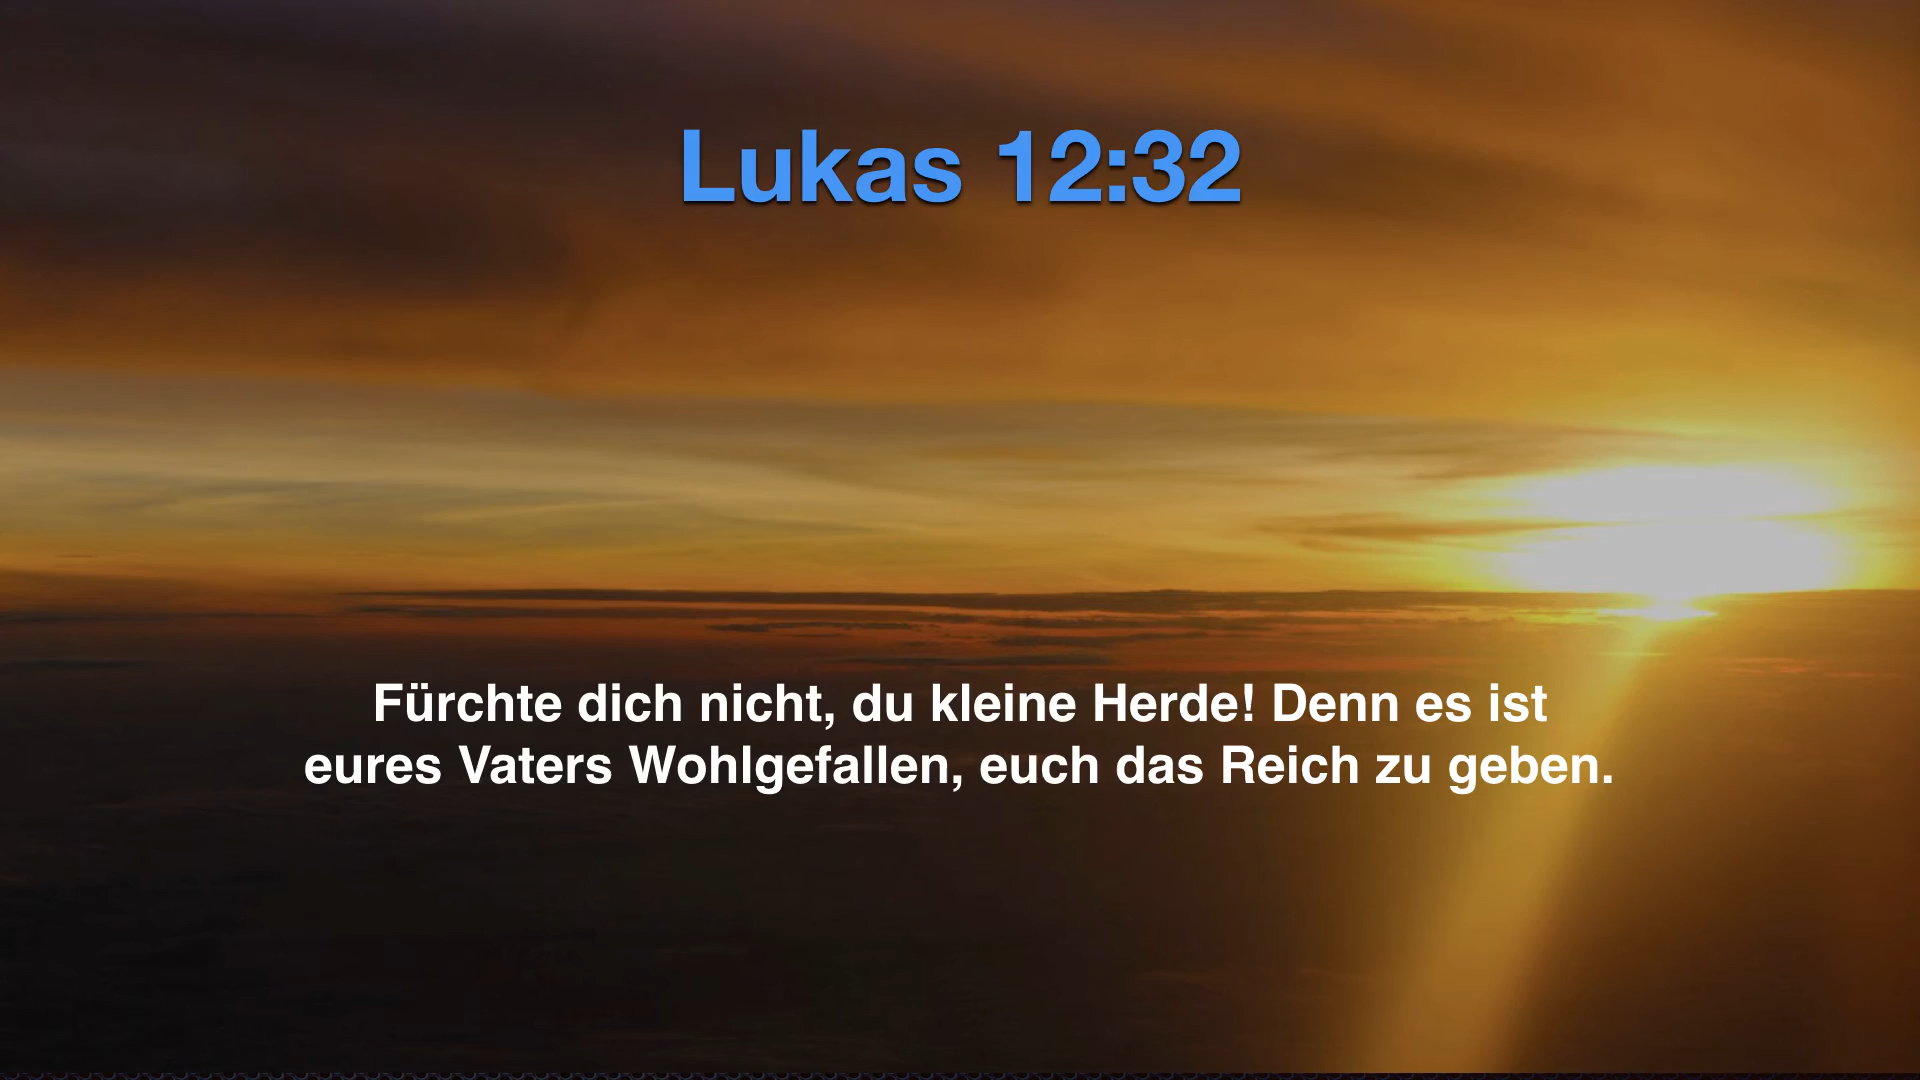 Lukas 12:32
Fürchte dich nicht, du kleine Herde! Denn es ist
eures Vaters Wohlgefallen, euch das Reich zu geben.